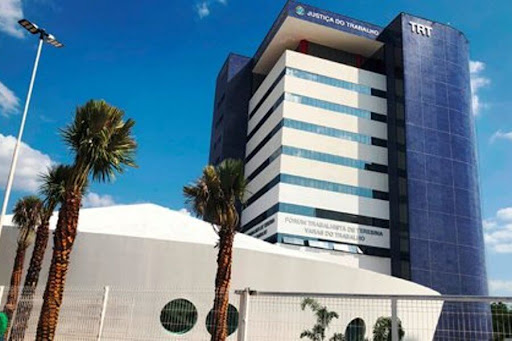 JUSTIÇA DO TRABALHO
TRT
FÓRUM TRABALHISTA DE TERESINA
VARAS DO TRABALHO